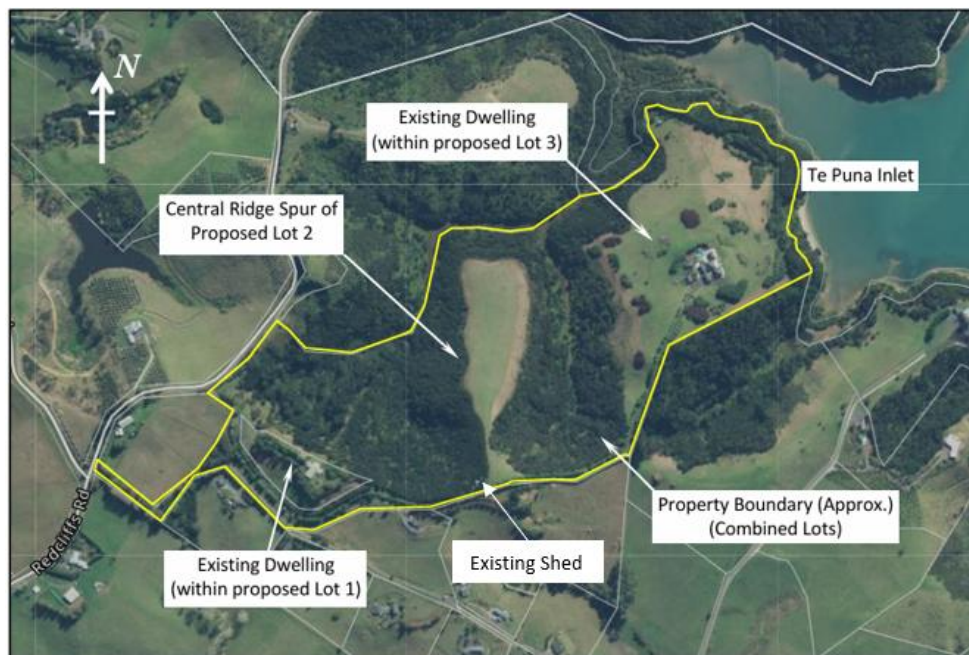 N
Existing Dwelling
(within proposed Lot 3)
Te Puna Inlet
Central Ridge Spur of
Proposed Lot 2
Property Boundary (Approx.)
(Combined Lots)
Redcliffs Rd
Existing Dwelling
(within proposed Lot 1)
Existing Shed